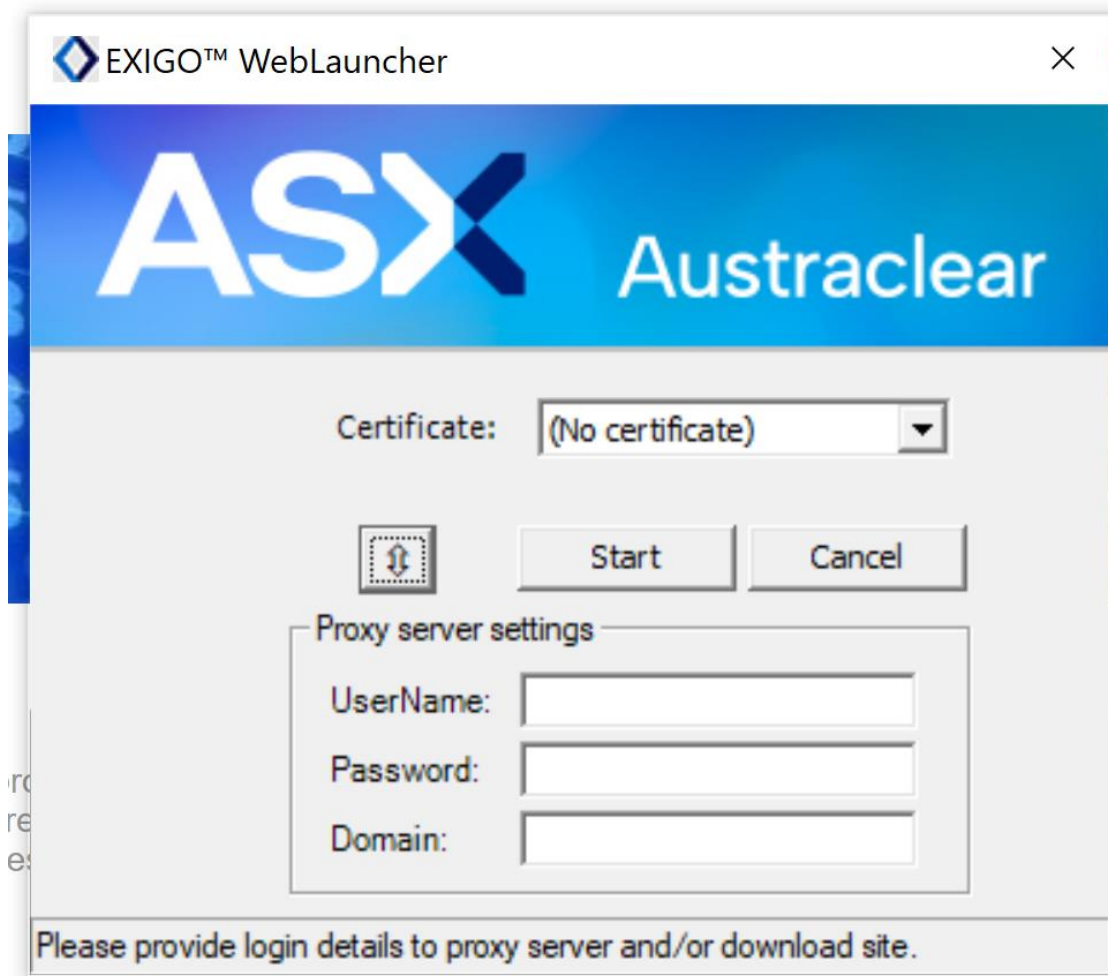 EXIGO™ WebLauncher
ASX Austraclear
Certificate: (No certificate)
Start Cancel
Proxy server settings
UserName:
Password:
Domain:
Please provide login details to proxy server and/or download site.